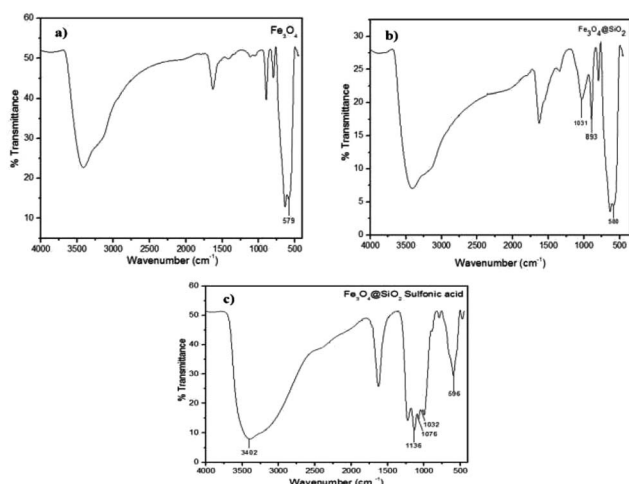 a)
Fe₃O₄
% Transmittance
60
50
40
30
20
10
579
4000 3500 3000 2500 2000 1500 1000 500
Wavenumber (cm⁻¹)
b)
Fe₃O₄@SiO₂
% Transmittance
30
25
20
15
10
5
0
1031
893
580
4000 3500 3000 2500 2000 1500 1000 500
Wavenumber (cm⁻¹)
c)
Fe₃O₄@SiO₂ Sulfonic acid
% Transmittance
60
50
40
30
20
10
0
3402
1136
1076
1032
596
4000 3500 3000 2500 2000 1500 1000 500
Wavenumber (cm⁻¹)